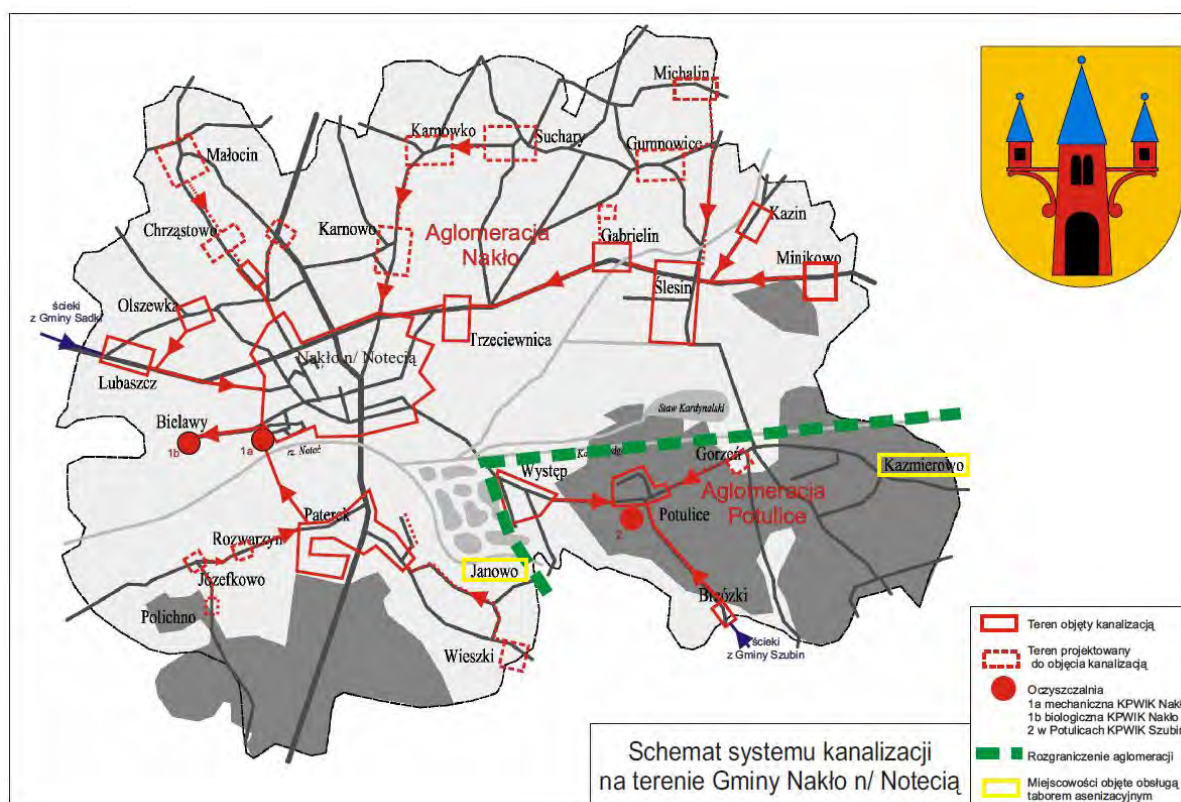 Michalin
Karnówko
Suchary
Gumnowice
Małocin
Kazin
Chrząstowo
Karnowo
Aglomeracja
Nakło
Gabrielin
Minikowo
Olszewka
Ślesin
ścieki
z Gminy Sadki
Trzeciewnica
Nakło n/ Notecią
Lubaszcz
Bielawy
Staw Kardynalski
1b
1a
rz. Noteć
Gorzeń
Występ
Kazmierowo
Aglomeracja
Potulice
Potulice
Paterek
2
Rozwarzyn
Józefkowo
Janowo
Polichno
Bieózki
Wieszki
ścieki
z Gminy Szubin
Schemat systemu kanalizacji
na terenie Gminy Nakło n/ Notecią
Teren objęty kanalizacją
Teren projektowany
do objęcia kanalizacją
Oczyszczalnia
1a mechaniczna KPWIK Nakł
1b biologiczna KPWIK Nakło
2 w Potulicach KPWIK Szubin
Rozgraniczenie aglomeracji
Miejscowości objęte obsługą
taborem asenizacyjnym